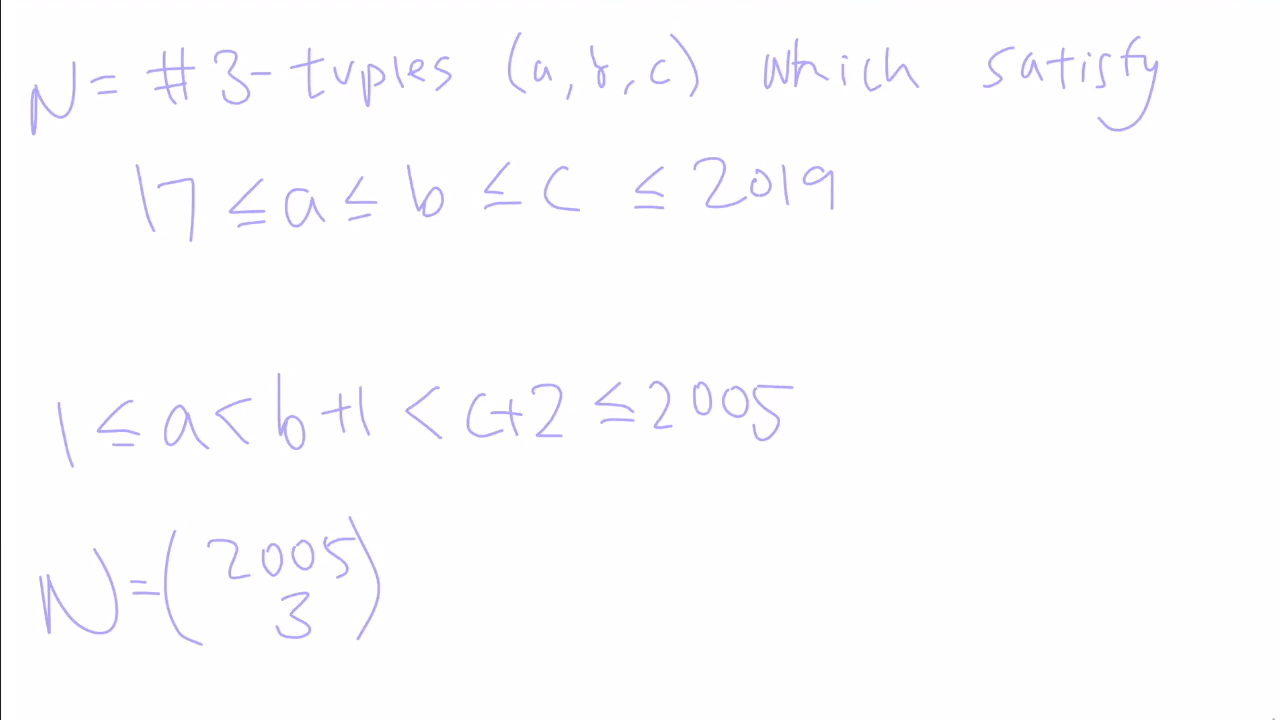 N = #3-tuples (a, b, c) which satisfy
17 ≤ a ≤ b ≤ c ≤ 2019
1 ≤ a < b+1 < c+2 ≤ 2005
N = (2005
3)